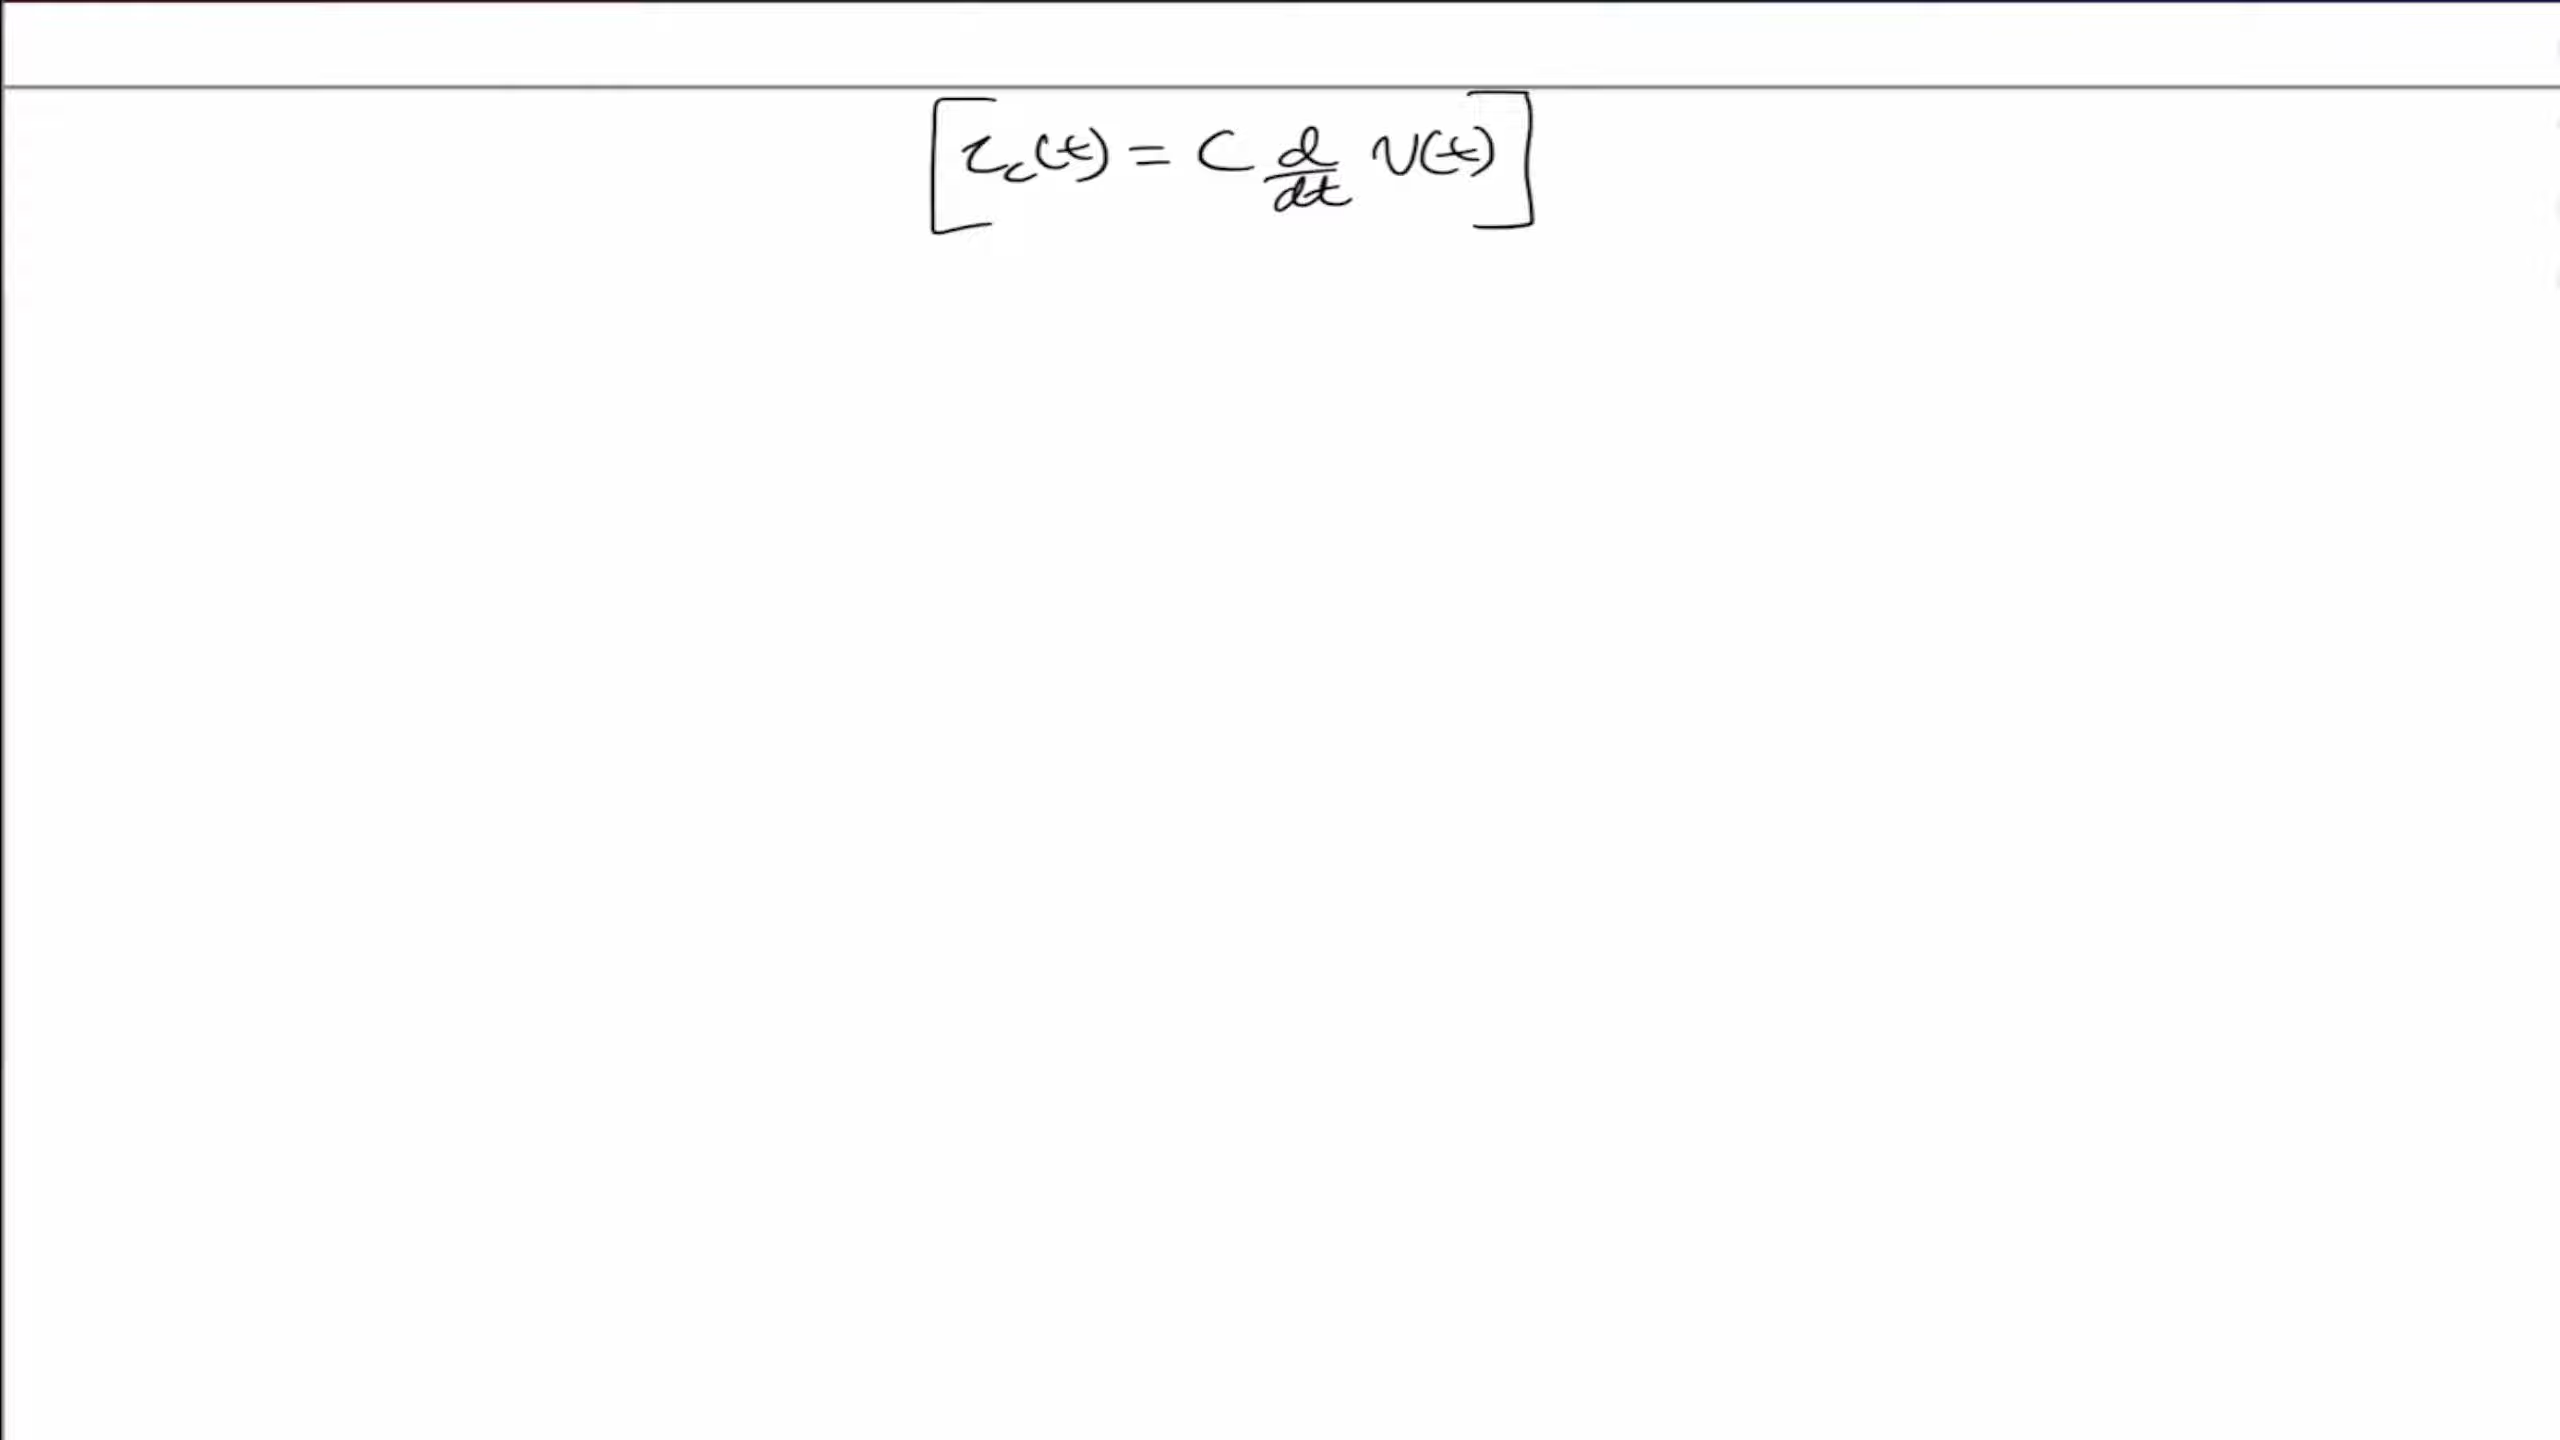 [i_c(t) = C d/dt v(t)]